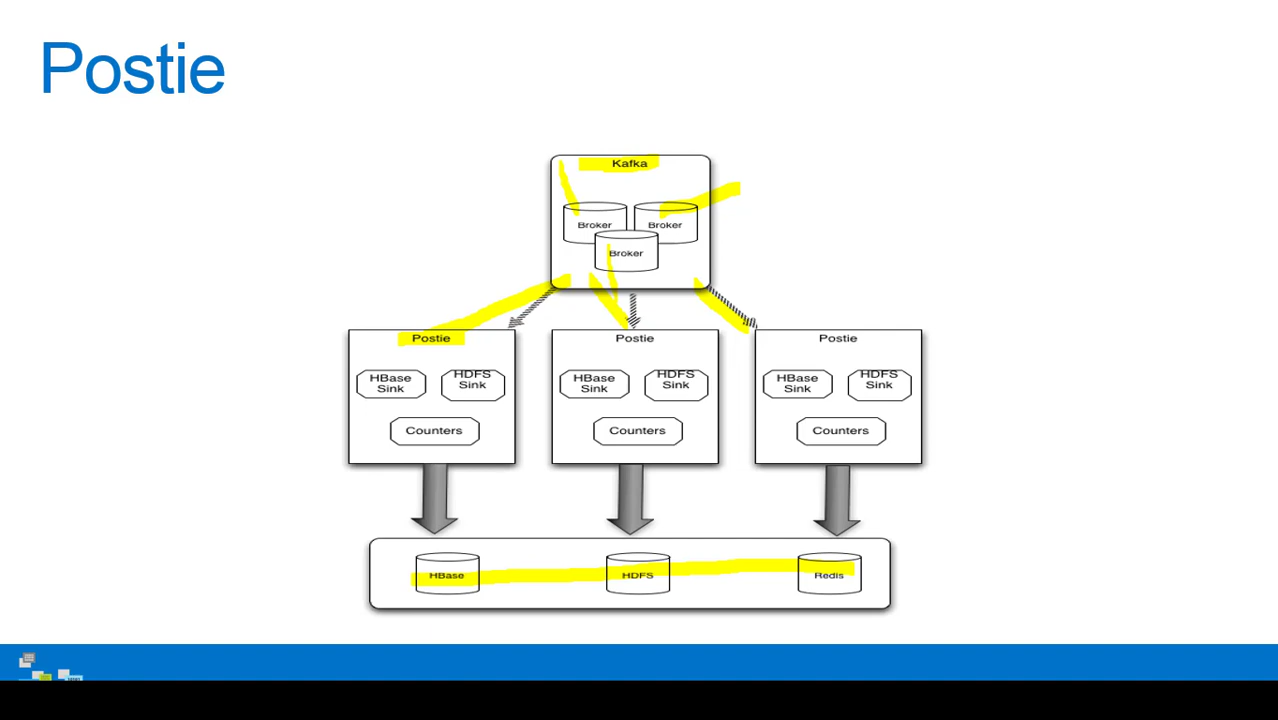 Postie
Kafka
Broker
Broker
Broker
Postie
HBase
Sink
HDFS
Sink
Counters
Postie
HBase
Sink
HDFS
Sink
Counters
Postie
HBase
Sink
HDFS
Sink
Counters
HBase
HDFS
Redis